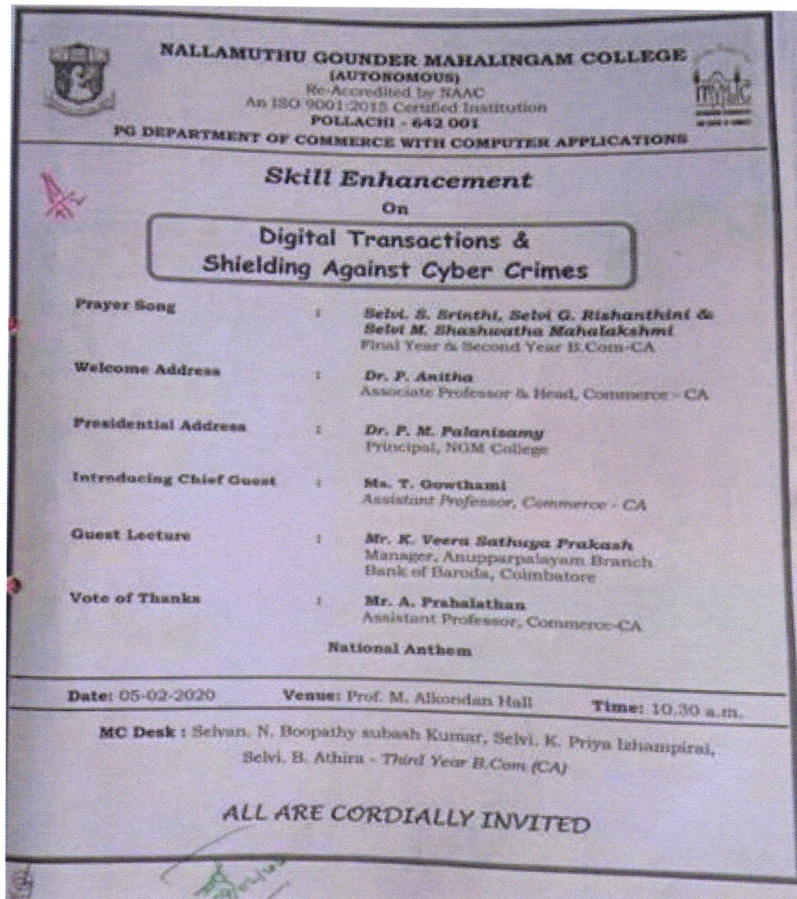 NALLAMUTHU GOUNDER MAHALINGAM COLLEGE
(AUTONOMOUS)
Re-Accredited by NAAC
An ISO 9001:2015 Certified Institution
POLLACHI - 642 001
PG DEPARTMENT OF COMMERCE WITH COMPUTER APPLICATIONS
Skill Enhancement
On
Digital Transactions &
Shielding Against Cyber Crimes
Prayer Song : Selvi. S. Srinthi, Selvi G. Rishanthini &
Selvi M. Shashwatha Mahalakshmi
Final Year & Second Year B.Com-CA
Welcome Address : Dr. P. Anitha
Associate Professor & Head, Commerce - CA
Presidential Address : Dr. P. M. Palanisamy
Principal, NGM College
Introducing Chief Guest : Ms. T. Gowthami
Assistant Professor, Commerce - CA
Guest Lecture : Mr. K. Veera Sathuya Prakash
Manager, Anupparpalayam Branch
Bank of Baroda, Coimbatore
Vote of Thanks : Mr. A. Prabalathan
Assistant Professor, Commerce-CA
National Anthem
Date: 05-02-2020 Venue: Prof. M. Alkondan Hall Time: 10.30 a.m.
MC Desk : Selvan. N. Boopathy subash Kumar, Selvi. K. Priya Izhampirai,
Selvi. B. Athira - Third Year B.Com (CA)
ALL ARE CORDIALLY INVITED